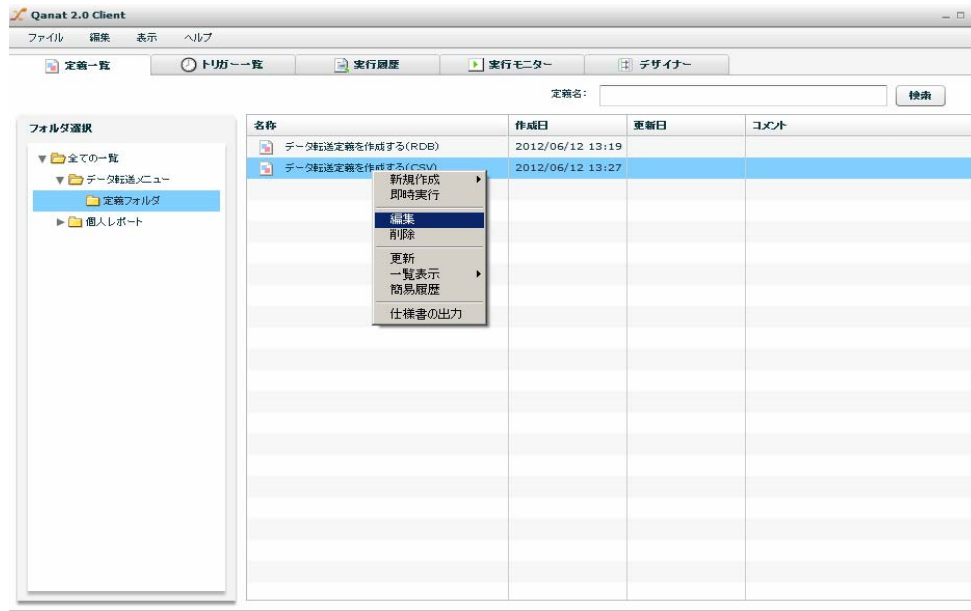 Qanat 2.0 Client
ファイル 編集 表示 ヘルプ
定義一覧 トリガー一覧 実行履歴 実行モニター デザイナー
定義名: 検索
フォルダ選択
全ての一覧
データ転送メニュー
定義フォルダ
個人レポート
名称 作成日 更新日 コメント
データ転送定義を作成する(RDB) 2012/06/12 13:19
データ転送定義を作成する(CSV) 2012/06/12 13:27
新規作成
即時実行
編集
削除
更新
一覧表示
簡易履歴
仕様書の出力